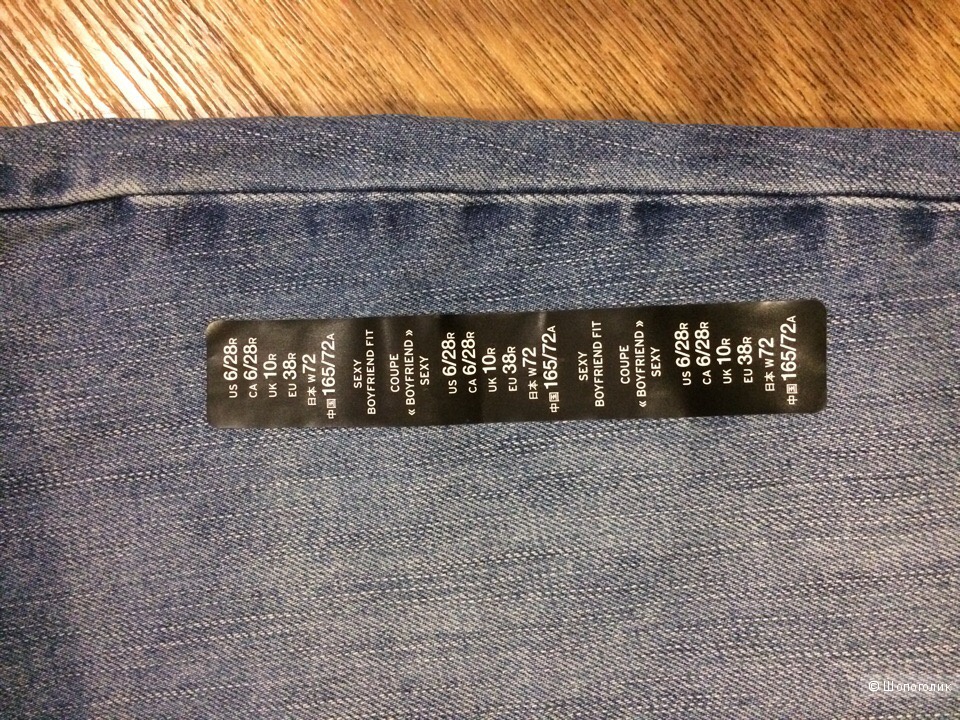 US 6/28R
CA 6/28R
UK 10R
EU 38R
日本 W72
中国 165/72A
SEXY
BOYFRIEND FIT
COUPE
« BOYFRIEND »
SEXY
US 6/28R
CA 6/28R
UK 10R
EU 38R
日本 W72
中国 165/72A
SEXY
BOYFRIEND FIT
COUPE
« BOYFRIEND »
SEXY
US 6/28R
CA 6/28R
UK 10R
EU 38R
日本 W72
中国 165/72A
© Шопоголик